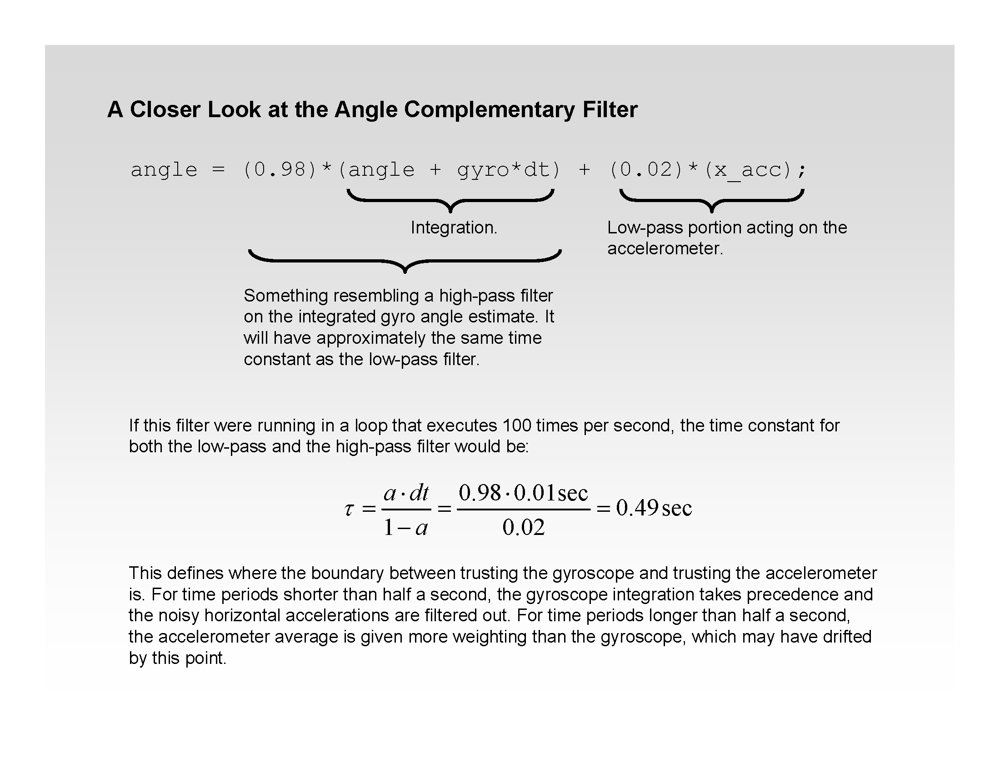 A Closer Look at the Angle Complementary Filter
angle = (0.98)*(angle + gyro*dt) + (0.02)*(x_acc);
Integration.
Low-pass portion acting on the
accelerometer.
Something resembling a high-pass filter
on the integrated gyro angle estimate. It
will have approximately the same time
constant as the low-pass filter.
If this filter were running in a loop that executes 100 times per second, the time constant for
both the low-pass and the high-pass filter would be:
τ = a · dt / 1 − a = 0.98 · 0.01 sec / 0.02 = 0.49 sec
This defines where the boundary between trusting the gyroscope and trusting the accelerometer
is. For time periods shorter than half a second, the gyroscope integration takes precedence and
the noisy horizontal accelerations are filtered out. For time periods longer than half a second,
the accelerometer average is given more weighting than the gyroscope, which may have drifted
by this point.